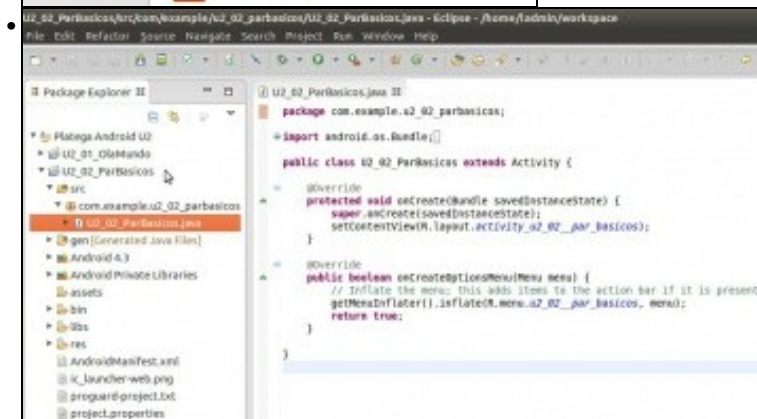 U2_02_ParBasicos/src/com/example/u2_02_parbasicos/U2_02_ParBasicos.java - Eclipse - /home/ladmin/workspace
File Edit Refactor Source Navigate Search Project Run Window Help
Package Explorer
U2_02_ParBasicos.java
package com.example.u2_02_parbasicos;
import android.os.Bundle;
public class U2_02_ParBasicos extends Activity {
@Override
protected void onCreate(Bundle savedInstanceState) {
super.onCreate(savedInstanceState);
setContentView(R.layout.activity_u2_02__par_basicos);
}
@Override
public boolean onCreateOptionsMenu(Menu menu) {
// Inflate the menu; this adds items to the action bar if it is present
getMenuInflater().inflate(R.menu.u2_02__par_basicos, menu);
return true;
}
}
Platega Android U2
U2_01_OlaMundo
U2_02_ParBasicos
src
com.example.u2_02_parbasicos
U2_02_ParBasicos.java
gen [Generated Java Files]
Android 4.3
Android Private Libraries
assets
bin
libs
res
AndroidManifest.xml
ic_launcher-web.png
proguard-project.txt
project.properties